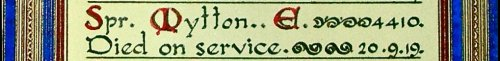 Spr. Mytton.. E. 4410.
Died on service. 20.9.19.